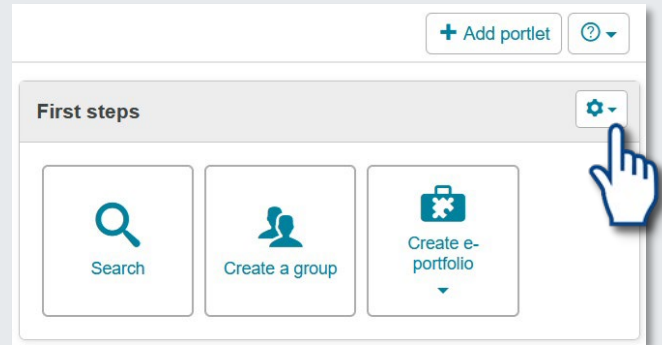 Add portlet
First steps
Search
Create a group
Create e-
portfolio